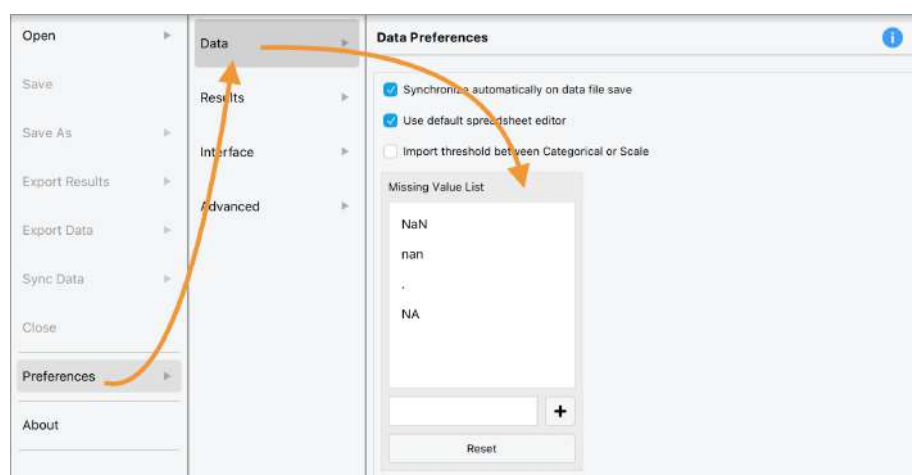 Open
Save
Save As
Export Results
Export Data
Sync Data
Close
Preferences
About
Data
Results
Interface
Advanced
Data Preferences
Synchronize automatically on data file save
Use default spreadsheet editor
Import threshold between Categorical or Scale
Missing Value List
NaN
nan
.
NA
+
Reset